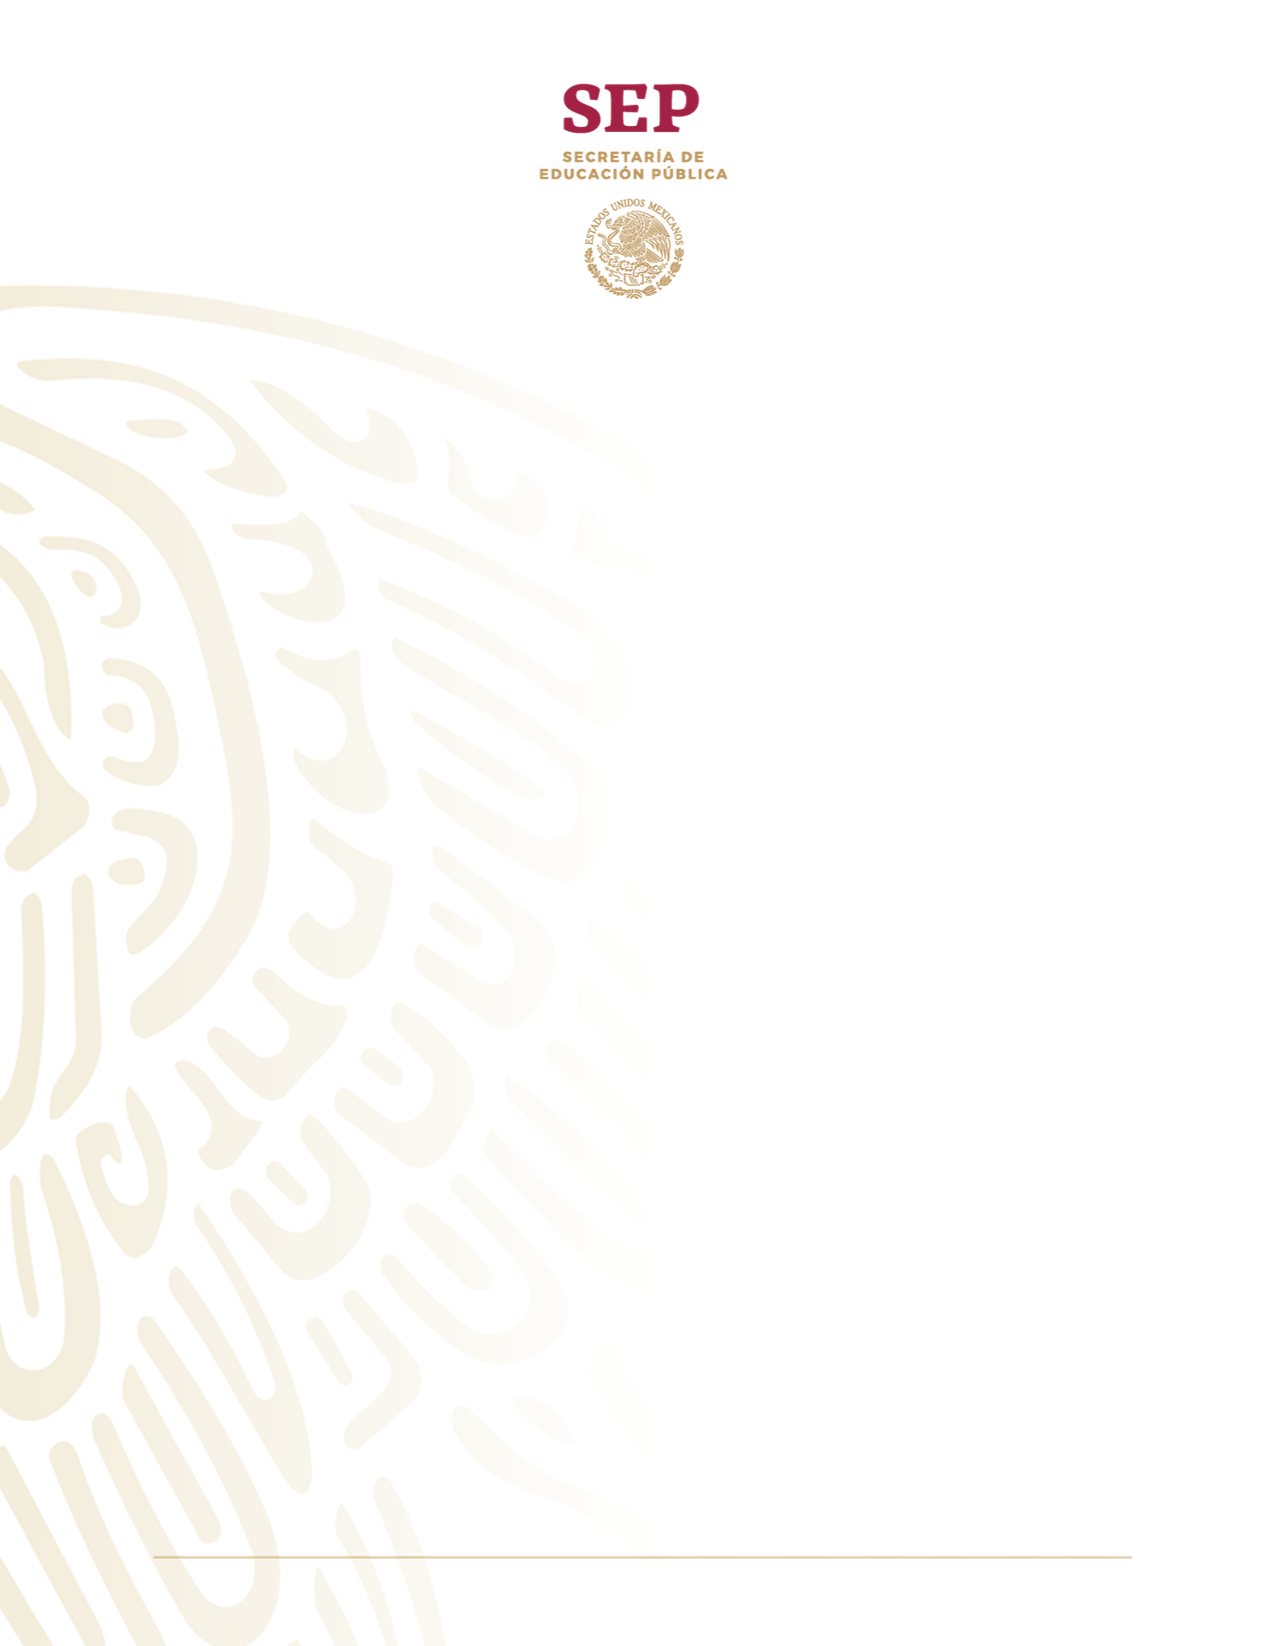 SEP
SECRETARÍA DE
EDUCACIÓN PÚBLICA
ESTADOS UNIDOS MEXICANOS